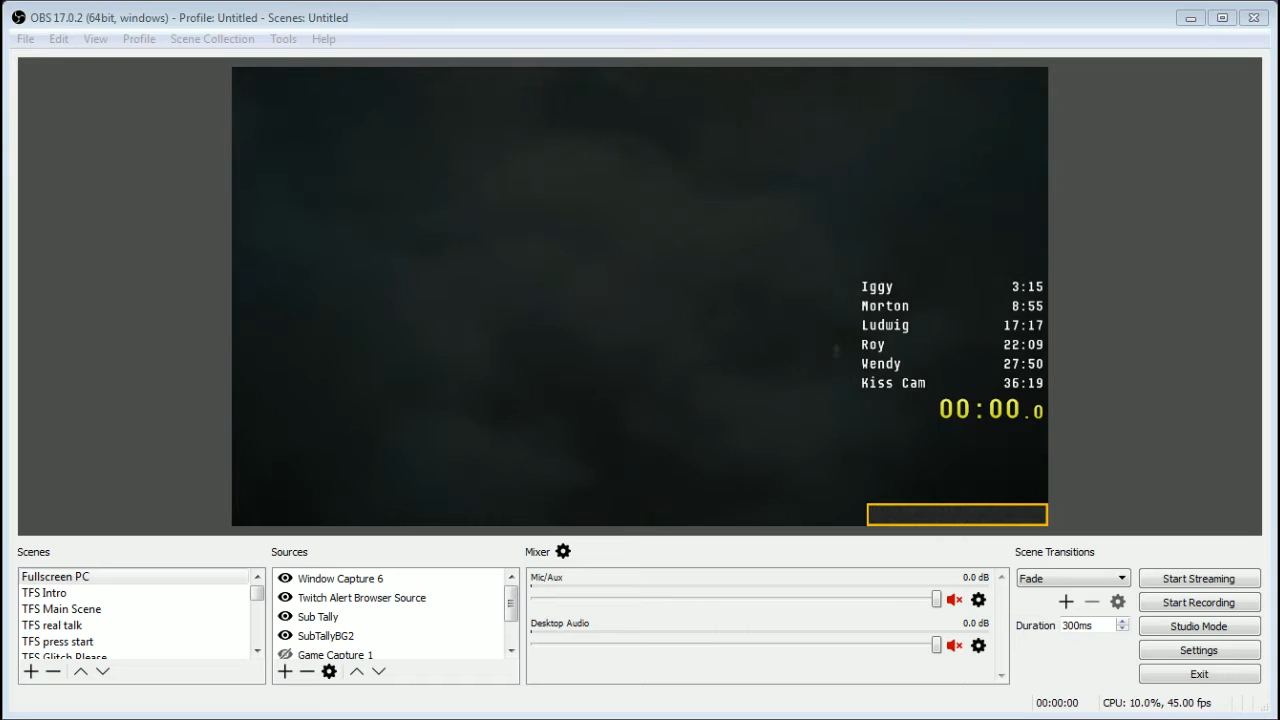 OBS 17.0.2 (64bit, windows) - Profile: Untitled - Scenes: Untitled
File Edit View Profile Scene Collection Tools Help
Iggy 3:15
Morton 8:55
Ludwig 17:17
Roy 22:09
Wendy 27:50
Kiss Cam 36:19
00:00.0
Scenes
Fullscreen PC
TFS Intro
TFS Main Scene
TFS real talk
TFS press start
TFS Glitch Please
Sources
Window Capture 6
Twitch Alert Browser Source
Sub Tally
SubTallyBG2
Game Capture 1
Mixer
Mic/Aux 0.0 dB
Desktop Audio 0.0 dB
Scene Transitions
Fade
Duration 300ms
Start Streaming
Start Recording
Studio Mode
Settings
Exit
00:00:00 CPU: 10.0%, 45.00 fps